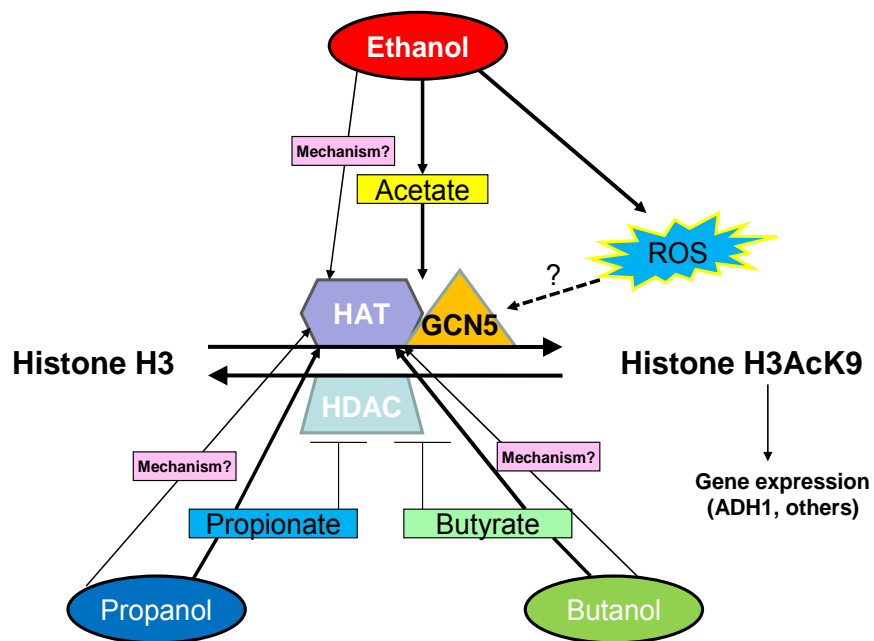 Ethanol
Mechanism?
Acetate
ROS
?
HAT
GCN5
Histone H3
Histone H3AcK9
HDAC
Mechanism?
Mechanism?
Gene expression
(ADH1, others)
Propionate
Butyrate
Propanol
Butanol